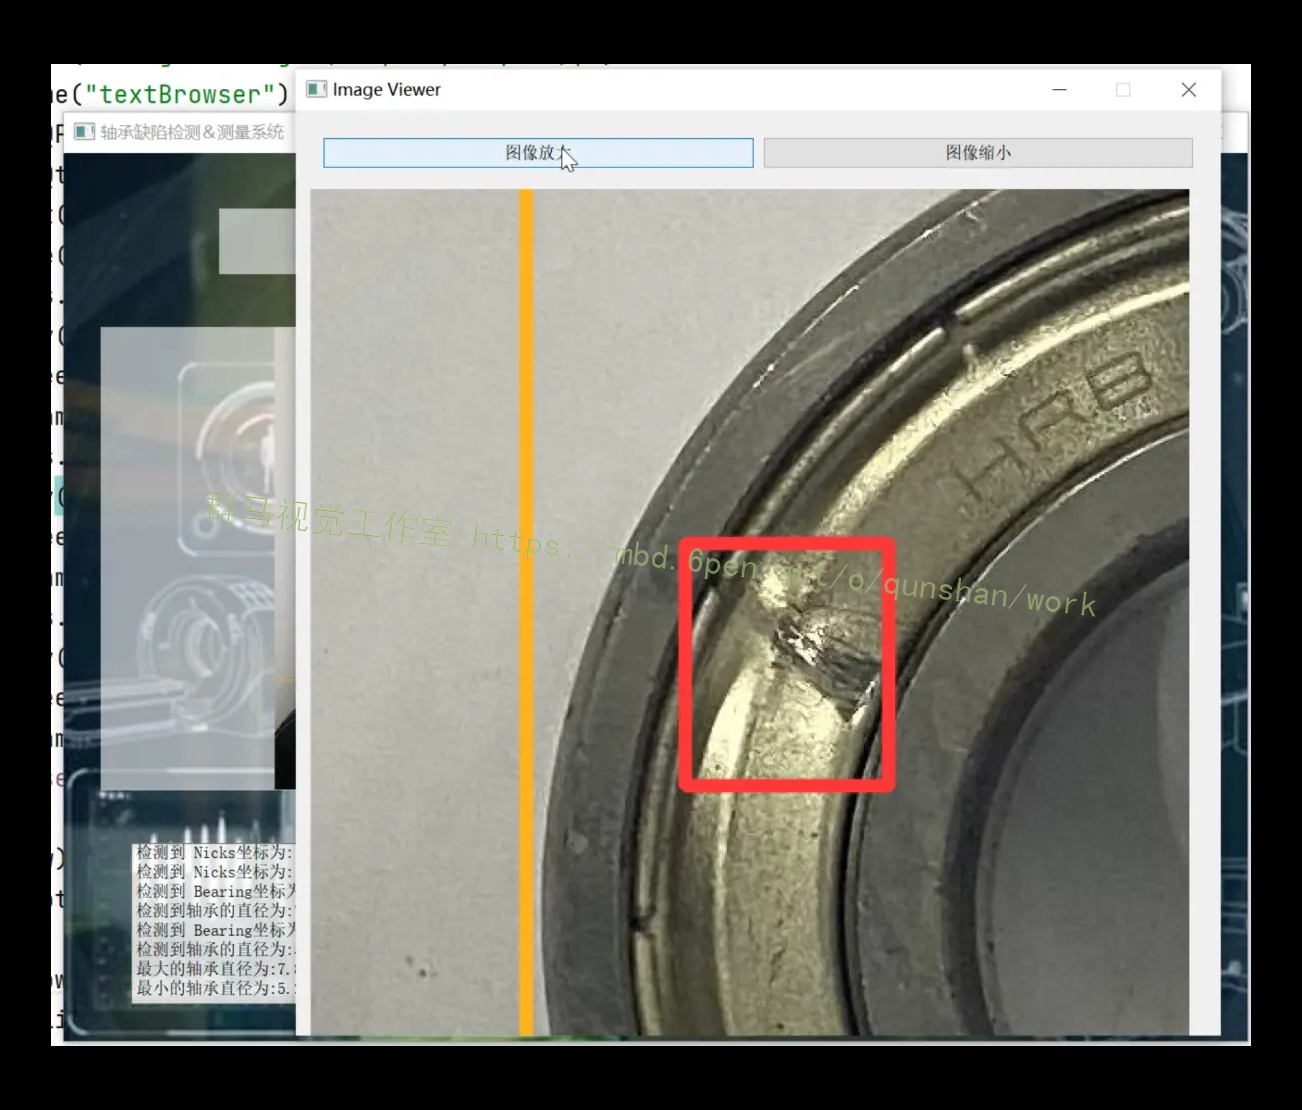 ("textBrowser")
Image Viewer
轴承缺陷检测&测量系统
图像放大
图像缩小
HRB
群马视觉工作室 https://mbd.6pen.art/o/qunshan/work
检测到 Nicks坐标为:
检测到 Nicks坐标为:
检测到 Bearing坐标为
检测到轴承的直径为:
检测到 Bearing坐标为
检测到轴承的直径为:
最大的轴承直径为:7.
最小的轴承直径为:5.